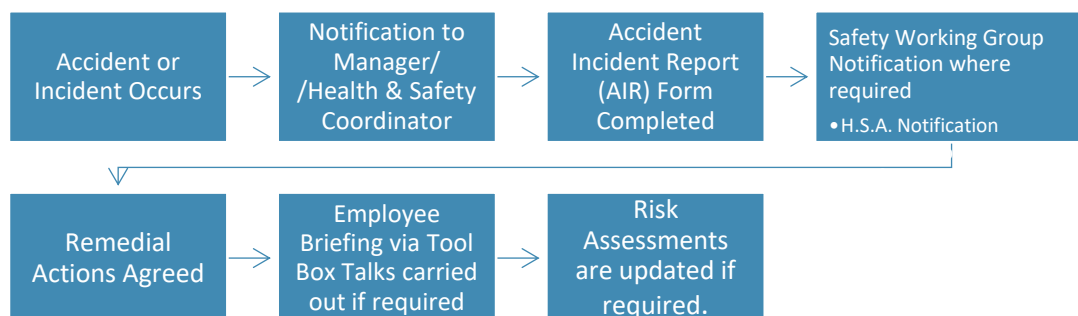 Accident or
Incident Occurs
Notification to
Manager/
/Health & Safety
Coordinator
Accident
Incident Report
(AIR) Form
Completed
Safety Working Group
Notification where
required
•H.S.A. Notification
Remedial
Actions Agreed
Employee
Briefing via Tool
Box Talks carried
out if required
Risk
Assessments
are updated if
required.